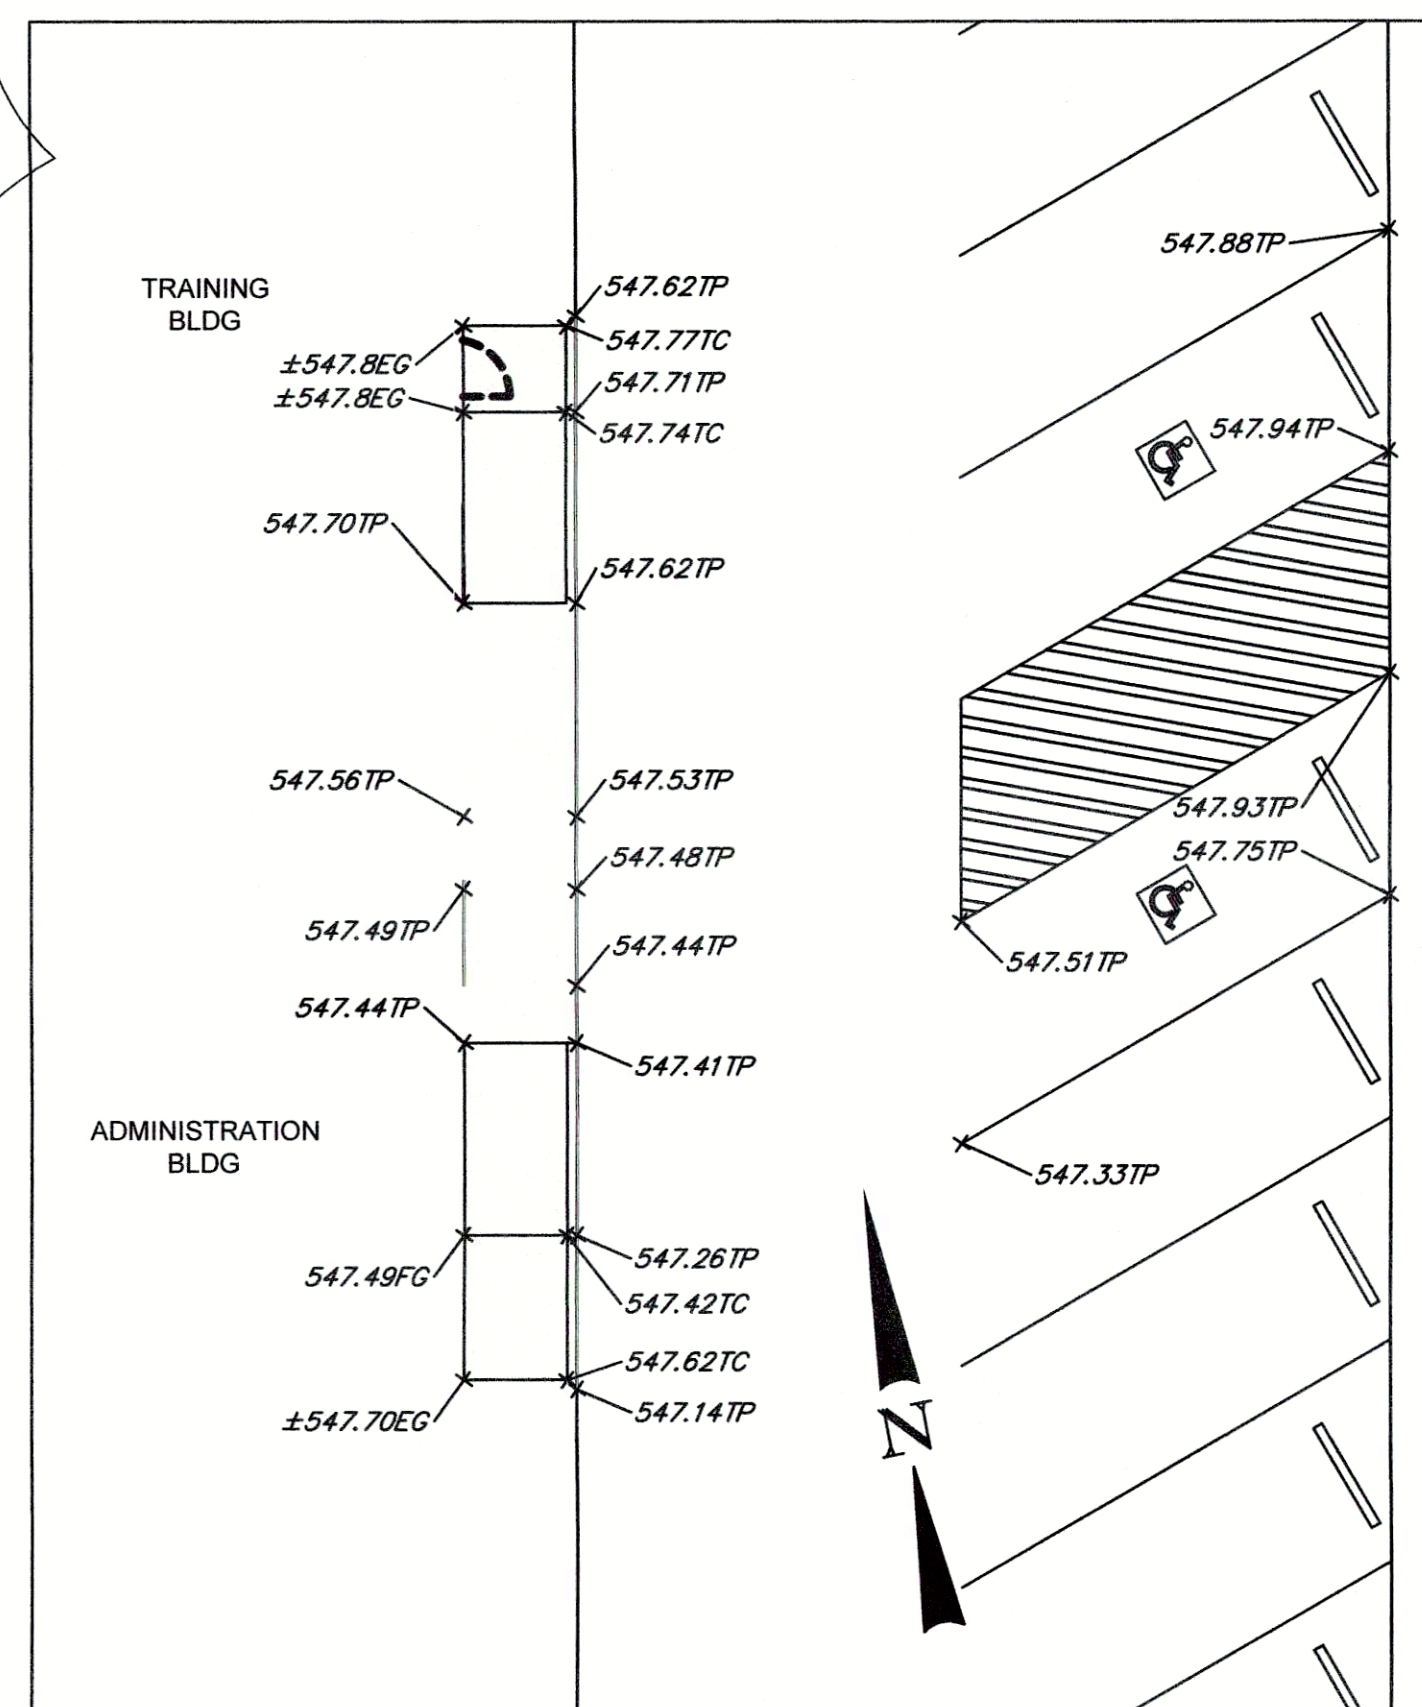 547.88TP
TRAINING
BLDG
547.62TP
547.77TC
±547.8EG
547.71TP
±547.8EG
547.74TC
547.94TP
547.70TP
547.62TP
547.56TP
547.53TP
547.93TP
547.48TP
547.75TP
547.49TP
547.44TP
547.51TP
547.44TP
547.41TP
ADMINISTRATION
BLDG
547.33TP
547.26TP
547.49FG
547.42TC
547.62TC
±547.70EG
547.14TP
N